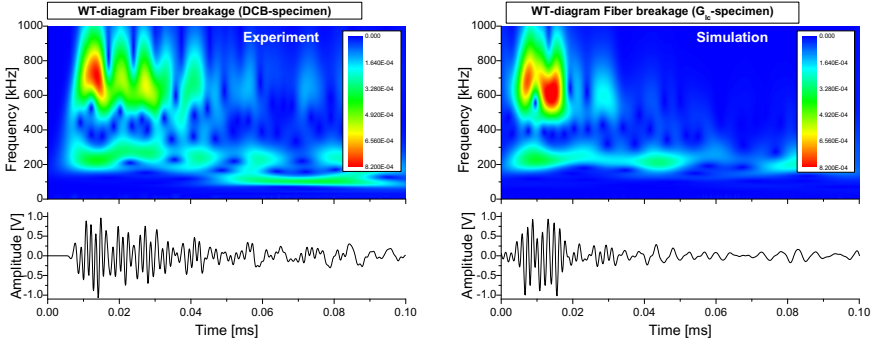 WT-diagram Fiber breakage (DCB-specimen)
Experiment
1000
800
600
400
200
0
Frequency [kHz]
0.000
1.640E-04
3.280E-04
4.920E-04
6.560E-04
8.200E-04
1.0
0.5
0.0
-0.5
-1.0
Amplitude [V]
0.00 0.02 0.04 0.06 0.08 0.10
Time [ms]
WT-diagram Fiber breakage (GIc-specimen)
Simulation
1000
800
600
400
200
0
Frequency [kHz]
0.000
1.640E-04
3.280E-04
4.920E-04
6.560E-04
8.200E-04
1.0
0.5
0.0
-0.5
-1.0
Amplitude [V]
0.00 0.02 0.04 0.06 0.08 0.10
Time [ms]